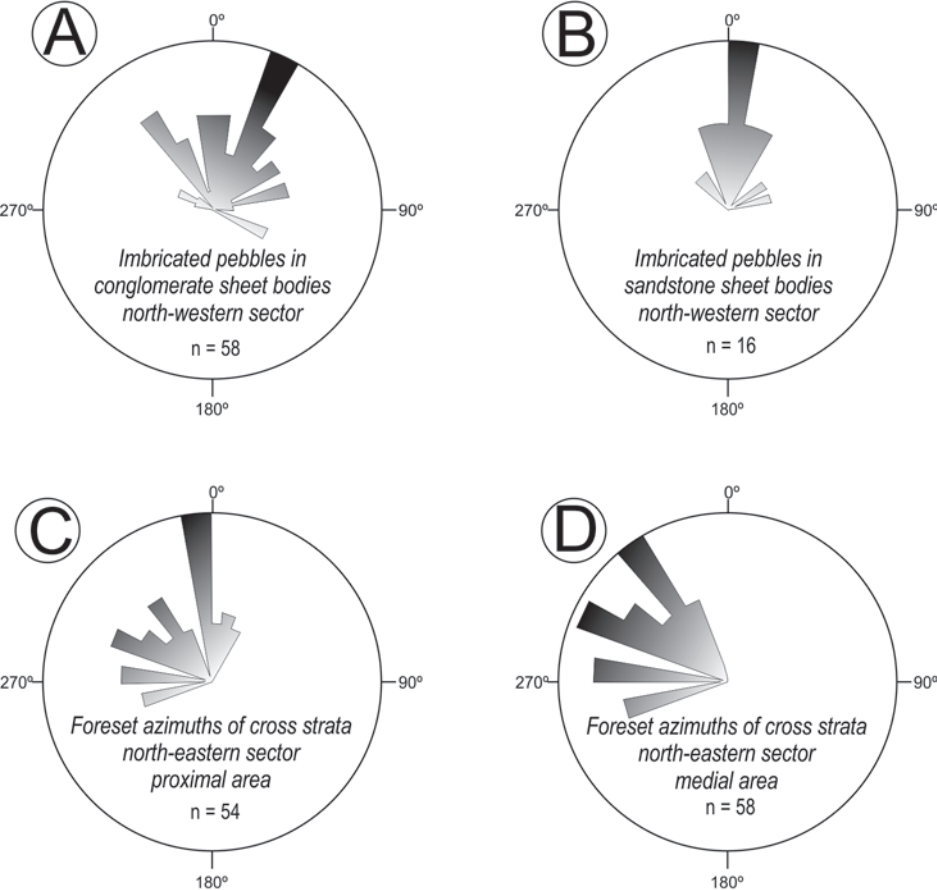 A
0º
270º
90º
Imbricated pebbles in
conglomerate sheet bodies
north-western sector
n = 58
180º
B
0º
270º
90º
Imbricated pebbles in
sandstone sheet bodies
north-western sector
n = 16
180º
C
0º
270º
90º
Foreset azimuths of cross strata
north-eastern sector
proximal area
n = 54
180º
D
0º
270º
90º
Foreset azimuths of cross strata
north-eastern sector
medial area
n = 58
180º